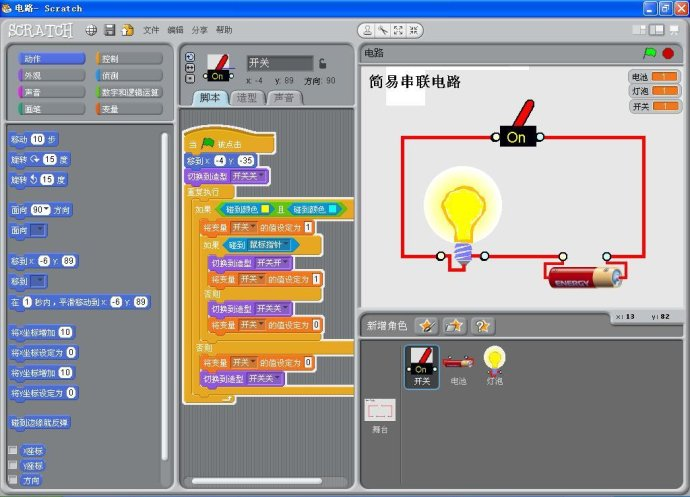 电路- Scratch
SCRATCH
文件 编辑 分享 帮助
动作 控制
外观 侦测
声音 数字和逻辑运算
画笔 变量
移动 10 步
旋转 15 度
旋转 15 度
面向 90 方向
面向
移到 x: -6 y: 89
移到
在 1 秒内,平滑移动到 x: -6 y: 89
将x坐标增加 10
将x坐标设定为 0
将y坐标增加 10
将y坐标设定为 0
碰到边缘就反弹
x座标
y座标
方向
开关
On
x: -4 y: 89 方向: 90
脚本 造型 声音
当 被点击
移到 x: -4 y: -35
切换到造型 开关关
重复执行
如果 碰到颜色 且 碰到颜色
将变量 开关 的值设定为 1
如果 碰到 鼠标指针
切换到造型 开关开
将变量 开关 的值设定为 1
否则
切换到造型 开关关
将变量 开关 的值设定为 0
否则
将变量 开关 的值设定为 0
切换到造型 开关关
电路
简易串联电路
电池 1
灯泡 1
开关 1
On
ENERGY
x: 13 y: 82
新增角色
On
开关 电池 灯泡
舞台